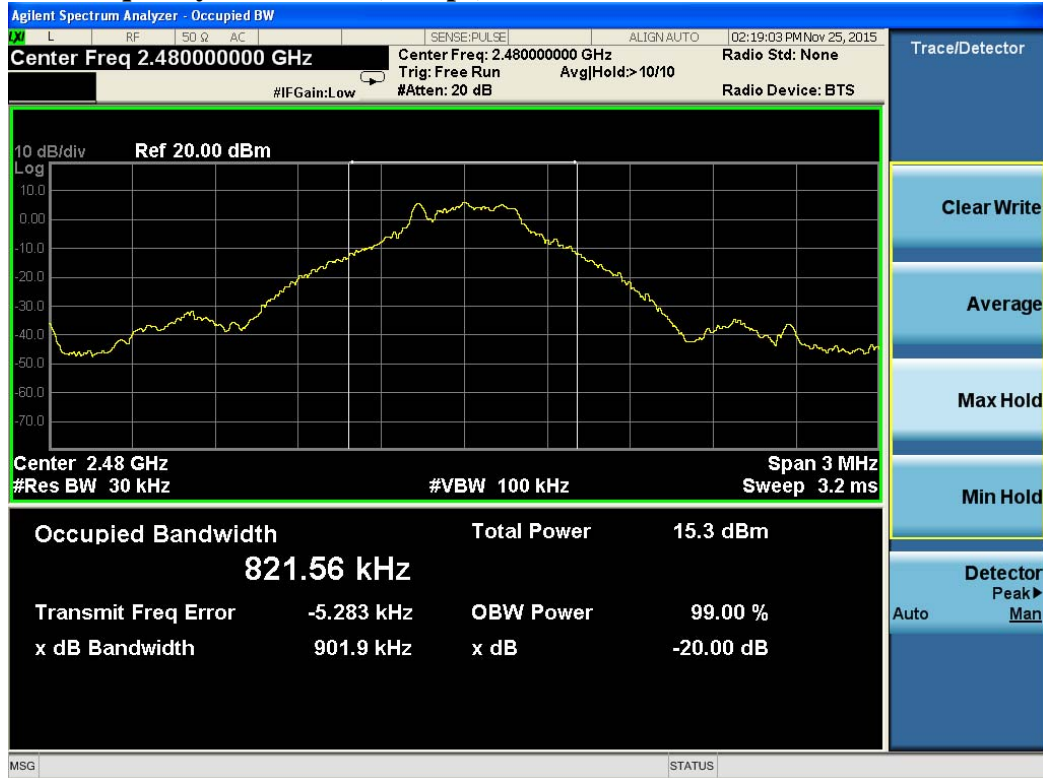 Agilent Spectrum Analyzer - Occupied BW
LXI L RF 50 Ω AC SENSE:PULSE ALIGN AUTO 02:19:03 PM Nov 25, 2015
Center Freq 2.480000000 GHz Center Freq: 2.480000000 GHz Radio Std: None
Trig: Free Run Avg|Hold:>10/10
#IFGain:Low #Atten: 20 dB Radio Device: BTS
Trace/Detector
10 dB/div Ref 20.00 dBm
Log
10.0
0.00
-10.0
-20.0
-30.0
-40.0
-50.0
-60.0
-70.0
Center 2.48 GHz Span 3 MHz
#Res BW 30 kHz #VBW 100 kHz Sweep 3.2 ms
Occupied Bandwidth Total Power 15.3 dBm
821.56 kHz
Transmit Freq Error -5.283 kHz OBW Power 99.00 %
x dB Bandwidth 901.9 kHz x dB -20.00 dB
Clear Write
Average
Max Hold
Min Hold
Detector
Peak▶
Auto Man
MSG STATUS